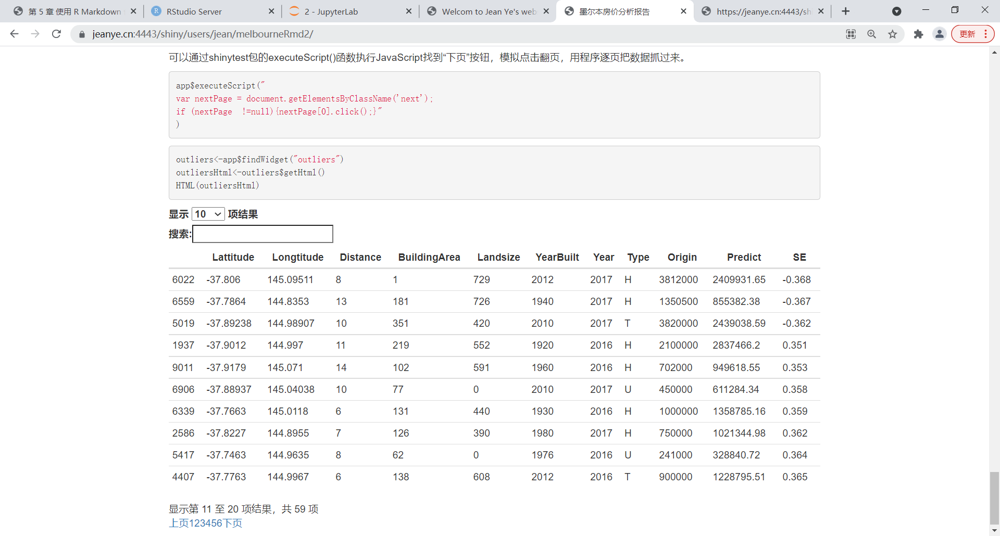 第 5 章 使用 R Markdown
RStudio Server
2 - JupyterLab
Welcom to Jean Ye's web
墨尔本房价分析报告
https://jeanye.cn:4443/sh
jeanye.cn:4443/shiny/users/jean/melbourneRmd2/
更新
可以通过shinytest包的executeScript()函数执行JavaScript找到“下页”按钮，模拟点击翻页，用程序逐页把数据抓过来。
app$executeScript("
var nextPage = document.getElementsByClassName('next');
if (nextPage  !=null){nextPage[0].click();}"
)
outliers<-app$findWidget("outliers")
outliersHtml<-outliers$getHtml()
HTML(outliersHtml)
显示 10 项结果
搜索:
Lattitude Longtitude Distance BuildingArea Landsize YearBuilt Year Type Origin Predict SE
6022 -37.806 145.09511 8 1 729 2012 2017 H 3812000 2409931.65 -0.368
6559 -37.7864 144.8353 13 181 726 1940 2017 H 1350500 855382.38 -0.367
5019 -37.89238 144.98907 10 351 420 2010 2017 T 3820000 2439038.59 -0.362
1937 -37.9012 144.997 11 219 552 1920 2016 H 2100000 2837466.2 0.351
9011 -37.9179 145.071 14 102 591 1960 2016 H 702000 949618.55 0.353
6906 -37.88937 145.04038 10 77 0 2010 2017 U 450000 611284.34 0.358
6339 -37.7663 145.0118 6 131 440 1930 2016 H 1000000 1358785.16 0.359
2586 -37.8227 144.8955 7 126 390 1980 2017 H 750000 1021344.98 0.362
5417 -37.7463 144.9635 8 62 0 1976 2016 U 241000 328840.72 0.364
4407 -37.7763 144.9967 6 138 608 2012 2016 T 900000 1228795.51 0.365
显示第 11 至 20 项结果，共 59 项
上页123456下页